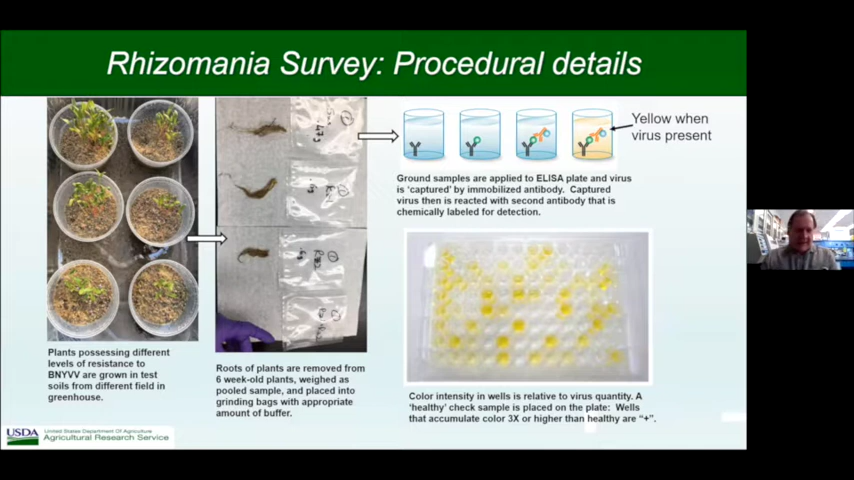 Rhizomania Survey: Procedural details
Yellow when
virus present
Ground samples are applied to ELISA plate and virus
is ‘captured’ by immobilized antibody. Captured
virus then is reacted with second antibody that is
chemically labeled for detection.
Plants possessing different
levels of resistance to
BNYVV are grown in test
soils from different field in
greenhouse.
Roots of plants are removed from
6 week-old plants, weighed as
pooled sample, and placed into
grinding bags with appropriate
amount of buffer.
Color intensity in wells is relative to virus quantity. A
‘healthy’ check sample is placed on the plate: Wells
that accumulate color 3X or higher than healthy are “+”.
USDA
United States Department Of Agriculture
Agricultural Research Service